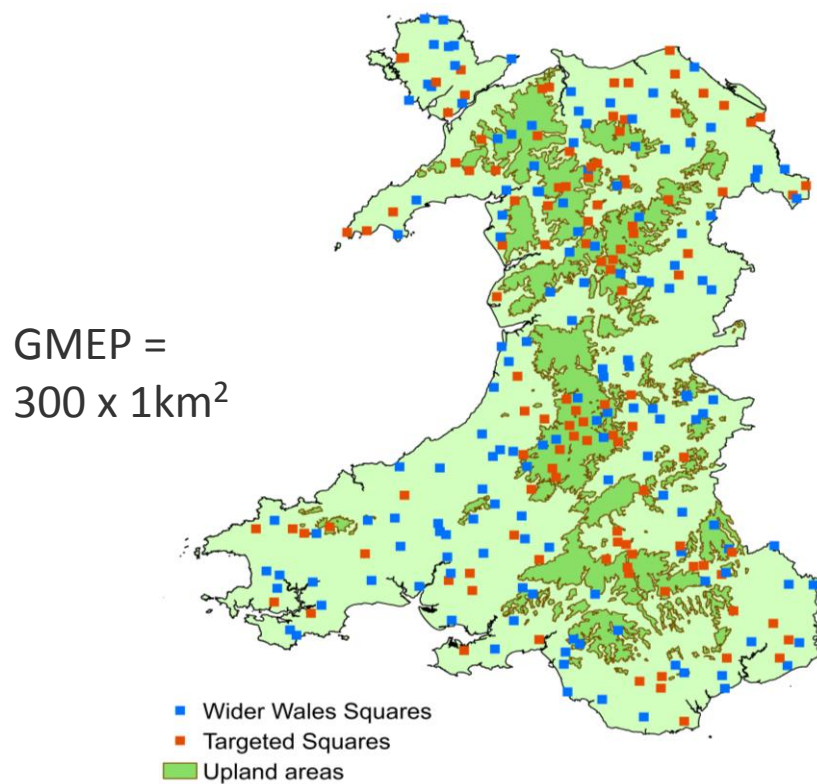 GMEP =
300 x 1km²
Wider Wales Squares
Targeted Squares
Upland areas